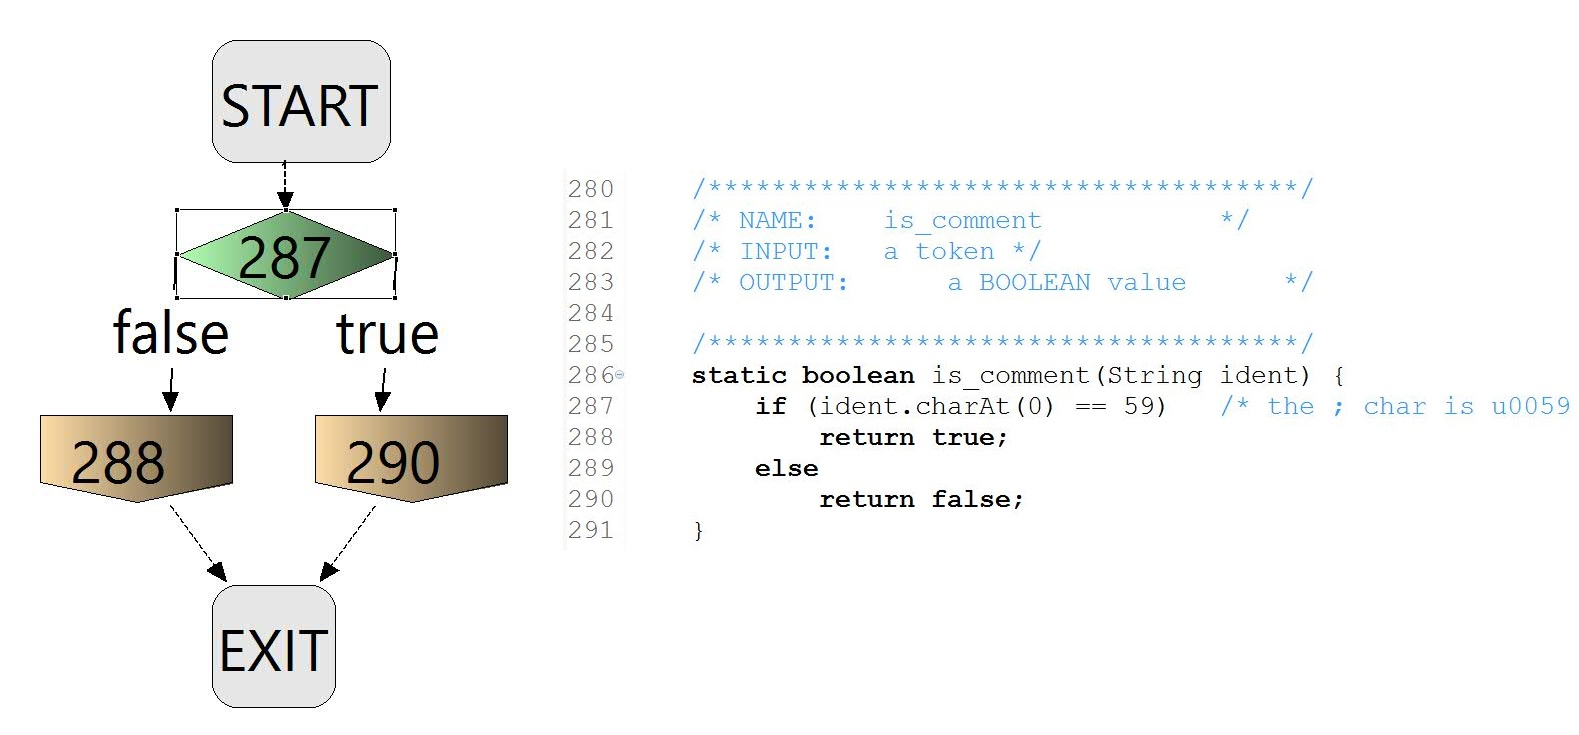 START
287
false true
288 290
EXIT
280 /*************************************/
281 /* NAME: is_comment */
282 /* INPUT: a token */
283 /* OUTPUT: a BOOLEAN value */
284
285 /*************************************/
286 static boolean is_comment(String ident) {
287 if (ident.charAt(0) == 59) /* the ; char is u0059
288 return true;
289 else
290 return false;
291 }